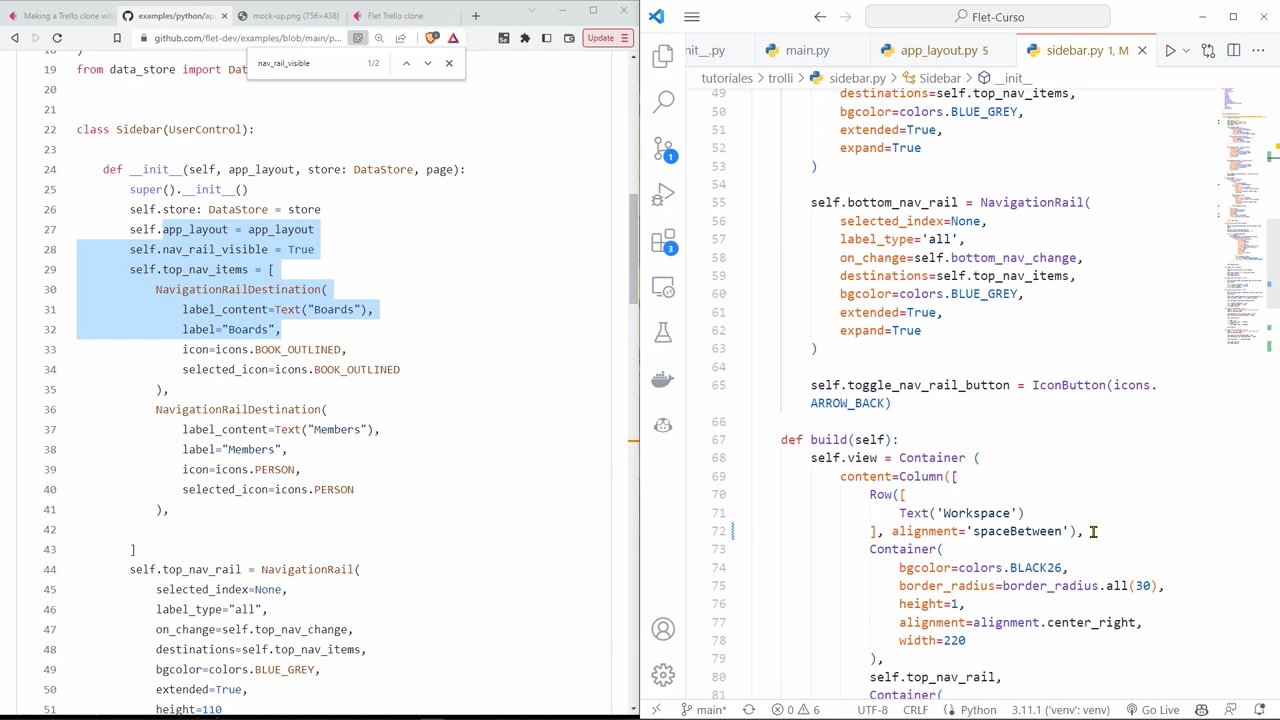 Making a Trello clone with
examples/python/ap
mock-up.png (756×438)
Flet Trello clone
github.com/flet-dev/examples/blob/main/p...
Update
nav_rail_visible
1/2
19 from data_store import Dat
20
21
22 class Sidebar(UserControl):
23
24 def __init__(self, app_layout, store: DataStore, page):
25 super().__init__()
26 self.store: DataStore = store
27 self.app_layout = app_layout
28 self.nav_rail_visible = True
29 self.top_nav_items = [
30 NavigationRailDestination(
31 label_content=Text("Boards"),
32 label="Boards",
33 icon=icons.BOOK_OUTLINED,
34 selected_icon=icons.BOOK_OUTLINED
35 ),
36 NavigationRailDestination(
37 label_content=Text("Members"),
38 label="Members",
39 icon=icons.PERSON,
40 selected_icon=icons.PERSON
41 ),
42
43 ]
44 self.top_nav_rail = NavigationRail(
45 selected_index=None,
46 label_type="all",
47 on_change=self.top_nav_change,
48 destinations=self.top_nav_items,
49 bgcolor=colors.BLUE_GREY,
50 extended=True,
51 height=110
Flet-Curso
init__.py
main.py
app_layout.py 5
sidebar.py 1, M
tutoriales > trolli > sidebar.py > Sidebar > __init__
49 destinations=self.top_nav_items,
50 bgcolor=colors.BLUE_GREY,
51 extend=True,
52 expand=True
53 )
54
55 self.bottom_nav_rail = NavigationRail(
56 selecter_index=None,
57 label_type='all',
58 on_change=self.bottom_nav_change,
59 destinations=self.bottom_nav_items,
60 bgcolor=colors.BLUE_GREY,
61 extend=True,
62 expand=True
63 )
64
65 self.toggle_nav_rail_button = IconButton(icons.
ARROW_BACK)
66
67 def build(self):
68 self.view = Container (
69 content=Column([
70 Row([
71 Text('Workspace')
72 ], alignment='spaceBetween'),
73 Container(
74 bgcolor=colors.BLACK26,
75 border_radius=border_radius.all(30),
76 height=1,
77 alignment=alignment.center_right,
78 width=220
79 ),
80 self.top_nav_rail,
81 Container(
1
3
main*
0
6
UTF-8
CRLF
Python
3.11.1 ('venv': venv)
Go Live